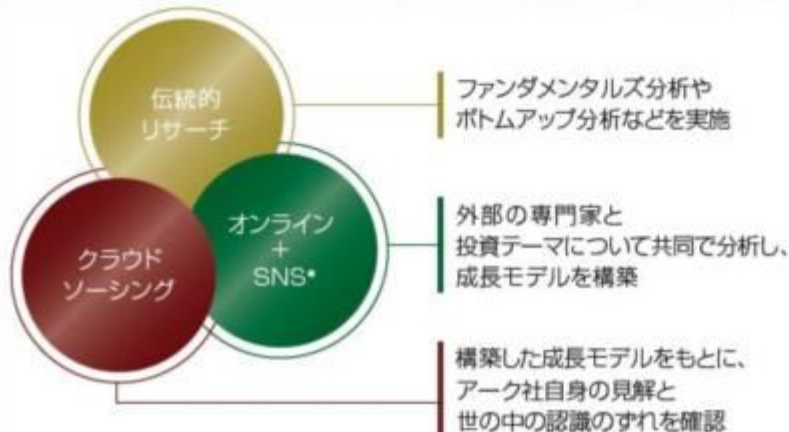 伝統的
リサーチ
ファンダメンタルズ分析や
ボトムアップ分析などを実施
オンライン
+
SNS*
外部の専門家と
投資テーマについて共同で分析し、
成長モデルを構築
クラウド
ソーシング
構築した成長モデルをもとに、
アーク社自身の見解と
世の中の認識のずれを確認